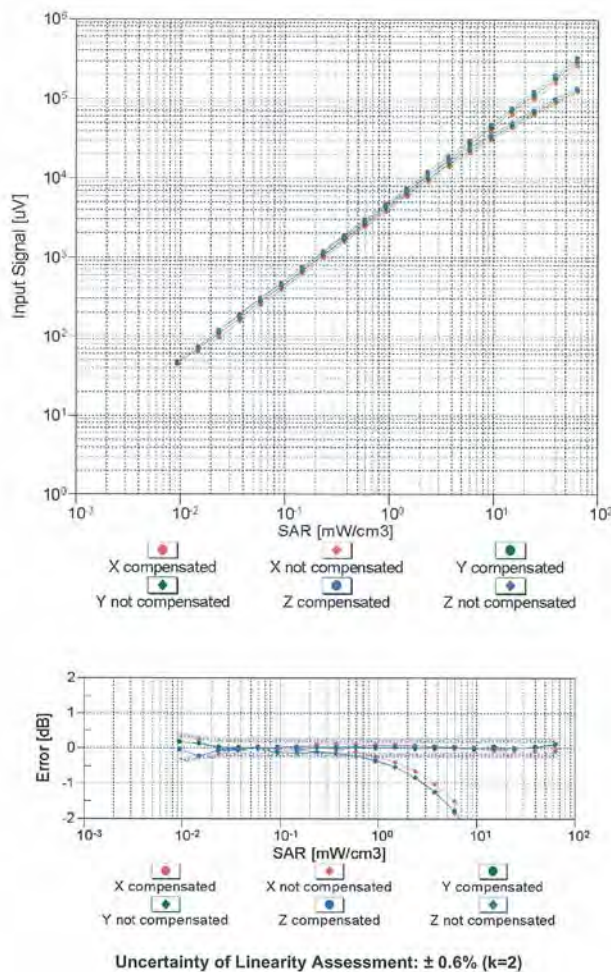 10⁶
10⁵
10⁴
10³
10²
10¹
10⁰
Input Signal [uV]
10⁻³ 10⁻² 10⁻¹ 10⁰ 10¹ 10²
SAR [mW/cm3]
X compensated X not compensated Y compensated
Y not compensated Z compensated Z not compensated
2
1
0
-1
-2
Error [dB]
10⁻³ 10⁻² 10⁻¹ 10⁰ 10¹ 10²
SAR [mW/cm3]
X compensated X not compensated Y compensated
Y not compensated Z compensated Z not compensated
Uncertainty of Linearity Assessment: ± 0.6% (k=2)